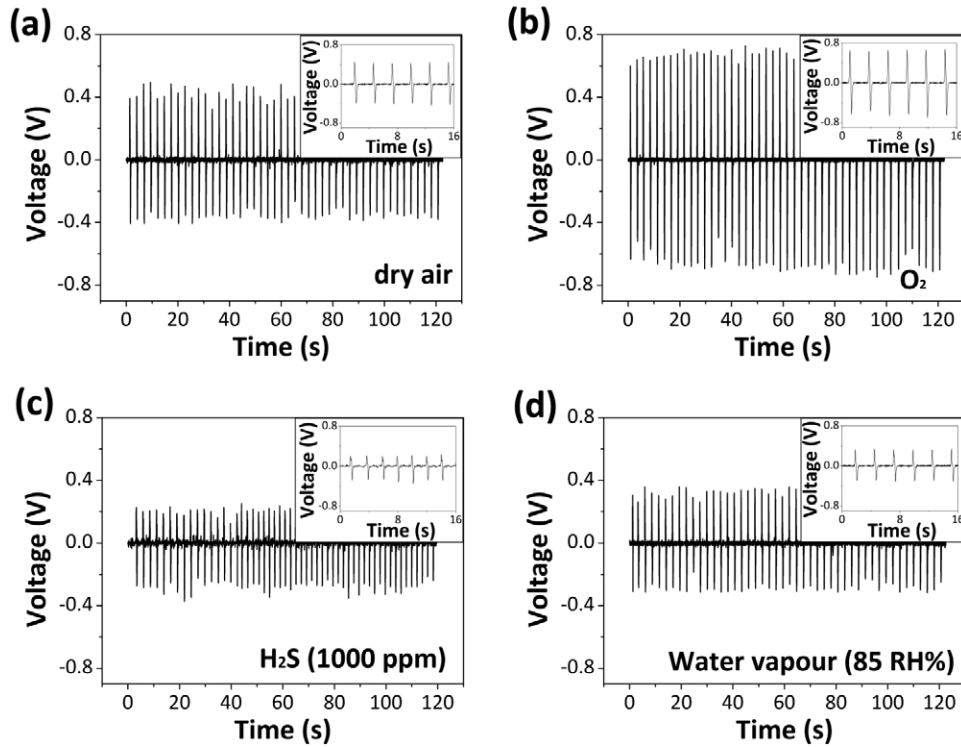 (a)
Voltage (V)
0.8
0.4
0.0
-0.4
-0.8
0 20 40 60 80 100 120
Time (s)
dry air
Voltage (V)
0.8
0.0
-0.8
0 4 8 12 16
Time (s)
(b)
Voltage (V)
0.8
0.4
0.0
-0.4
-0.8
0 20 40 60 80 100 120
Time (s)
O₂
Voltage (V)
0.8
0.0
-0.8
0 4 8 12 16
Time (s)
(c)
Voltage (V)
0.8
0.4
0.0
-0.4
-0.8
0 20 40 60 80 100 120
Time (s)
H₂S (1000 ppm)
Voltage (V)
0.8
0.0
-0.8
0 4 8 12 16
Time (s)
(d)
Voltage (V)
0.8
0.4
0.0
-0.4
-0.8
0 20 40 60 80 100 120
Time (s)
Water vapour (85 RH%)
Voltage (V)
0.8
0.0
-0.8
0 4 8 12 16
Time (s)